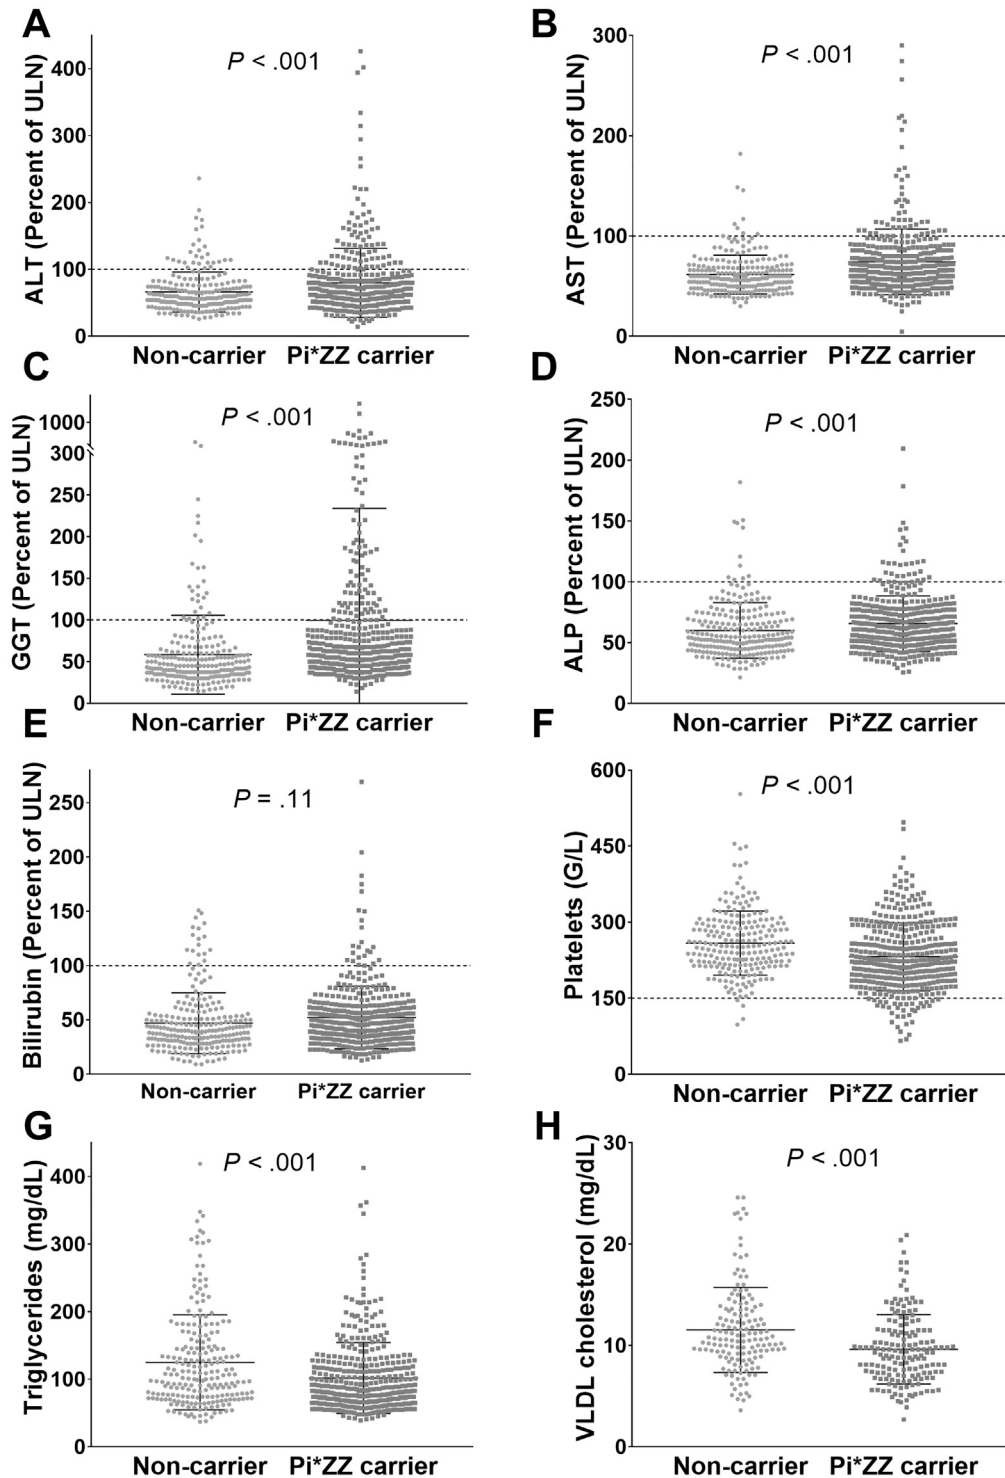 A
ALT (Percent of ULN)
P < .001
400
300
200
100
0
Non-carrier Pi*ZZ carrier
B
AST (Percent of ULN)
P < .001
300
200
100
0
Non-carrier Pi*ZZ carrier
C
GGT (Percent of ULN)
P < .001
1000
300
250
200
150
100
50
0
Non-carrier Pi*ZZ carrier
D
ALP (Percent of ULN)
P < .001
250
200
150
100
50
0
Non-carrier Pi*ZZ carrier
E
Bilirubin (Percent of ULN)
P = .11
250
200
150
100
50
0
Non-carrier Pi*ZZ carrier
F
Platelets (G/L)
P < .001
600
450
300
150
0
Non-carrier Pi*ZZ carrier
G
Triglycerides (mg/dL)
P < .001
400
300
200
100
0
Non-carrier Pi*ZZ carrier
H
VLDL cholesterol (mg/dL)
P < .001
30
20
10
0
Non-carrier Pi*ZZ carrier